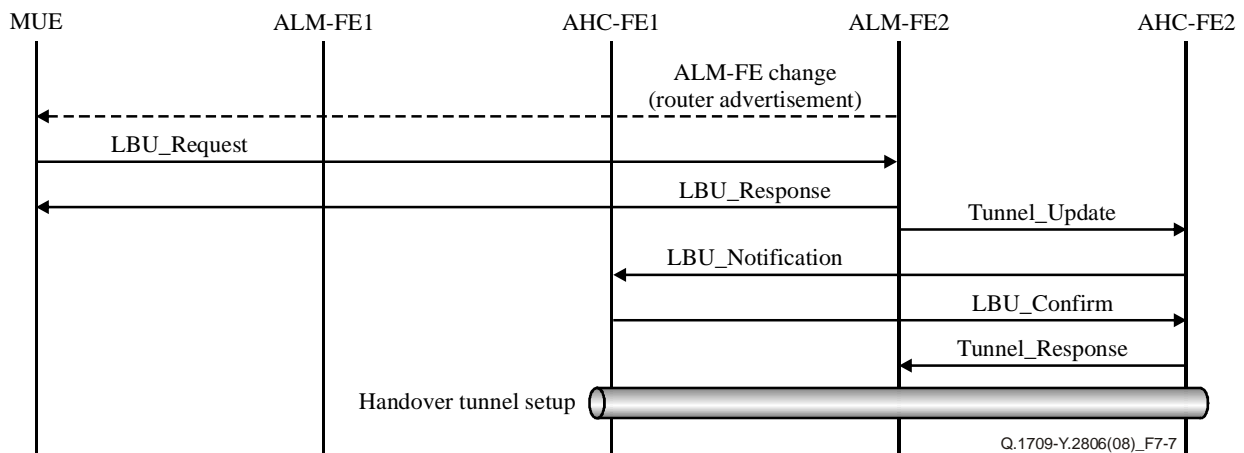 MUE
ALM-FE1
AHC-FE1
ALM-FE2
AHC-FE2
ALM-FE change
(router advertisement)
LBU_Request
LBU_Response
Tunnel_Update
LBU_Notification
LBU_Confirm
Tunnel_Response
Handover tunnel setup
Q.1709-Y.2806(08)_F7-7